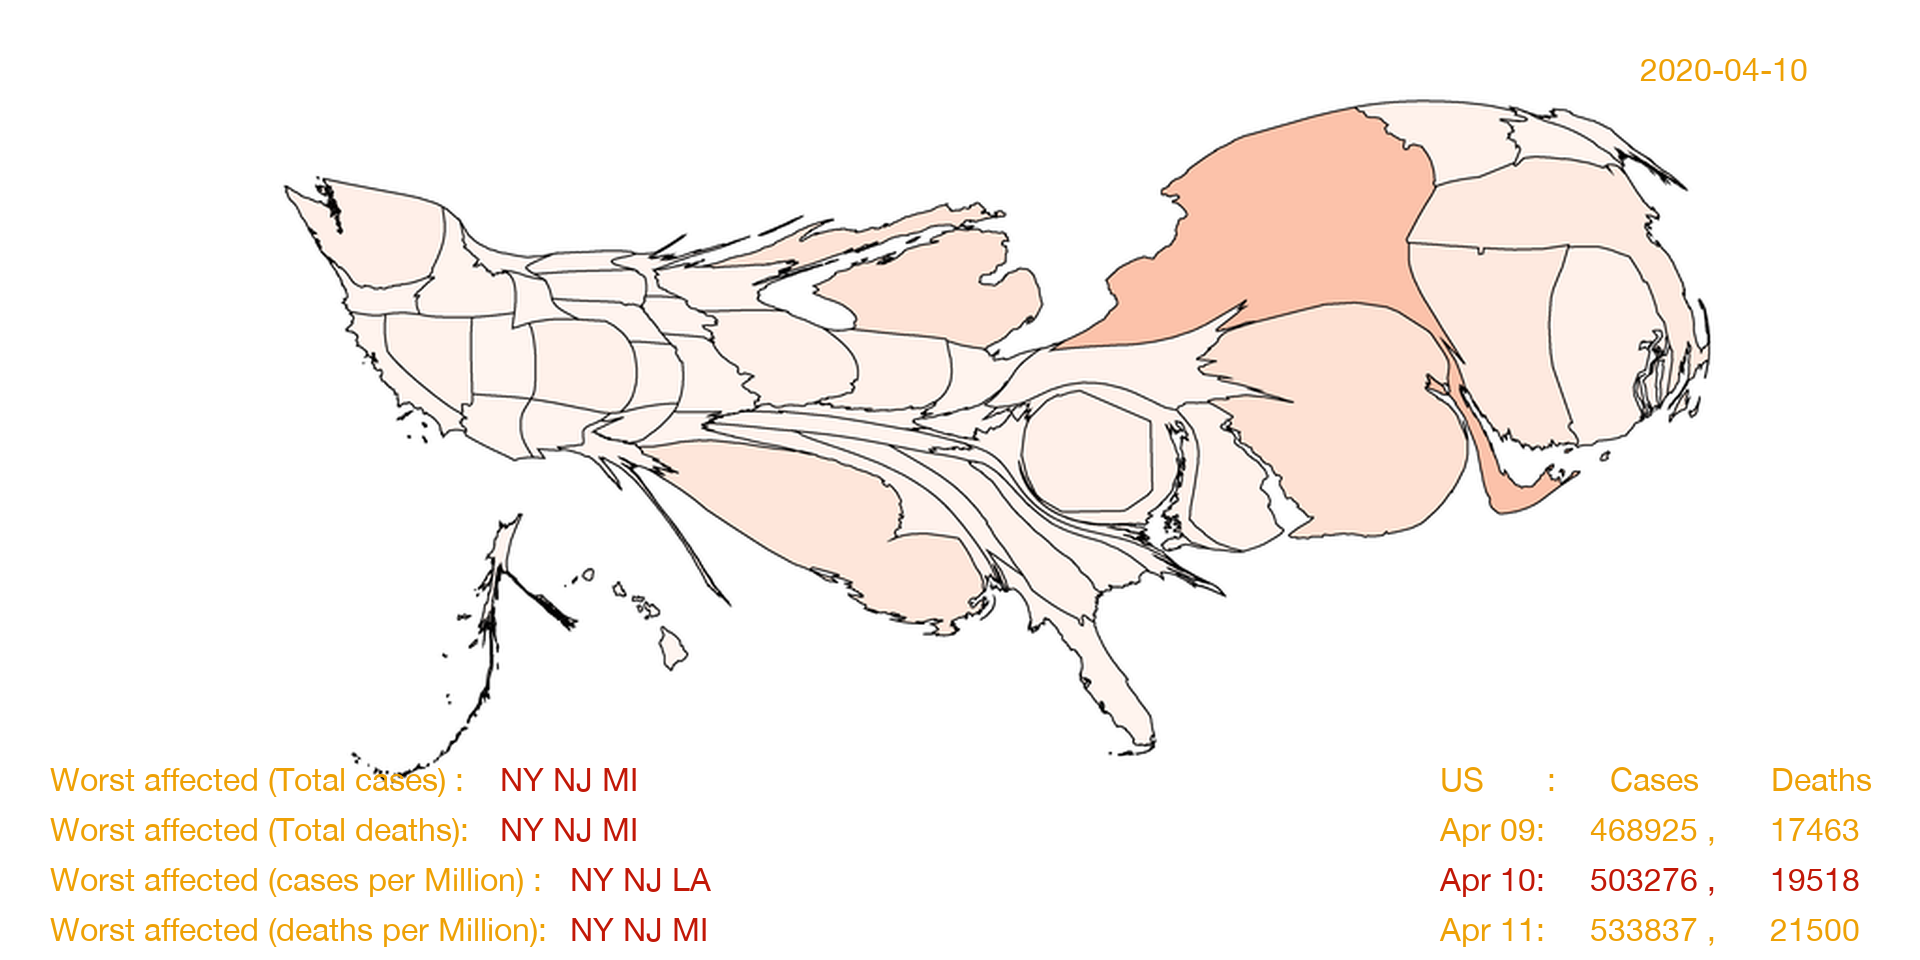 2020-04-10
Worst affected (Total cases) : NY NJ MI
Worst affected (Total deaths): NY NJ MI
Worst affected (cases per Million) : NY NJ LA
Worst affected (deaths per Million): NY NJ MI
US : Cases Deaths
Apr 09: 468925 , 17463
Apr 10: 503276 , 19518
Apr 11: 533837 , 21500